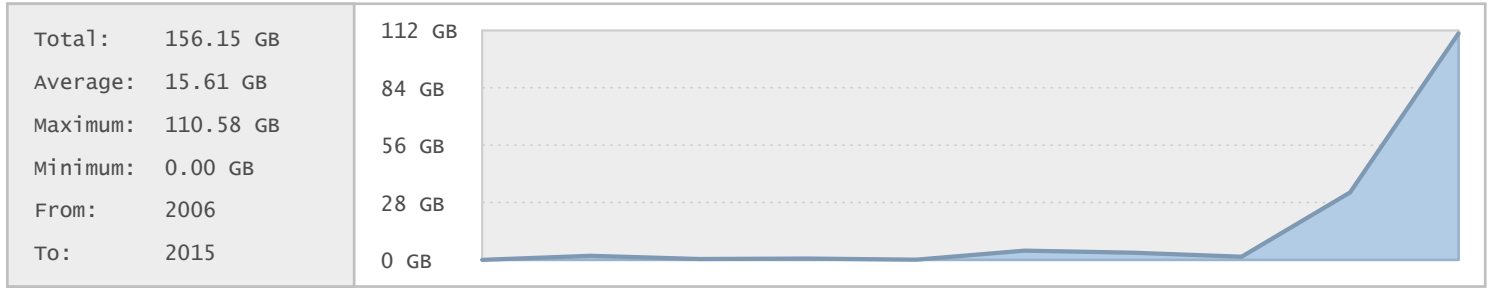 Total: 156.15 GB
Average: 15.61 GB
Maximum: 110.58 GB
Minimum: 0.00 GB
From: 2006
To: 2015
112 GB
84 GB
56 GB
28 GB
0 GB